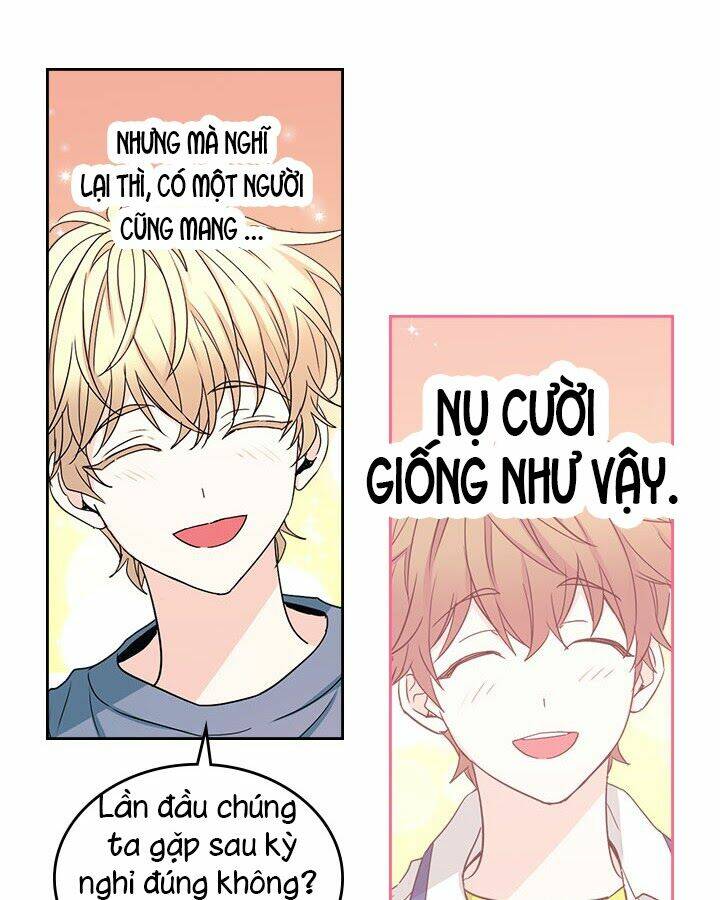 NHƯNG MÀ NGHĨ
LẠI THÌ, CÓ MỘT NGƯỜI
CŨNG MANG ...
NỤ CƯỜI
GIỐNG NHƯ VẬY.
Lần đầu chúng
ta gặp sau kỳ
nghỉ đúng không?